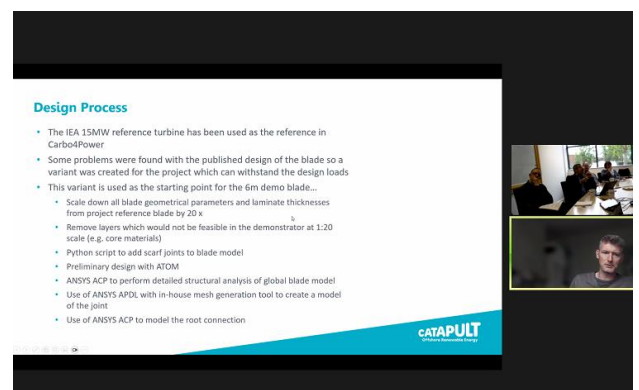 Design Process
• The IEA 15MW reference turbine has been used as the reference in
Carbo4Power
• Some problems were found with the published design of the blade so a
variant was created for the project which can withstand the design loads
• This variant is used as the starting point for the 6m demo blade...
• Scale down all blade geometrical parameters and laminate thicknesses
from project reference blade by 20 x
• Remove layers which would not be feasible in the demonstrator at 1:20
scale (e.g. core materials)
• Python script to add scarf joints to blade model
• Preliminary design with ATOM
• ANSYS ACP to perform detailed structural analysis of global blade model
• Use of ANSYS APDL with in-house mesh generation tool to create a model
of the joint
• Use of ANSYS ACP to model the root connection
CATAPULT
Offshore Renewable Energy